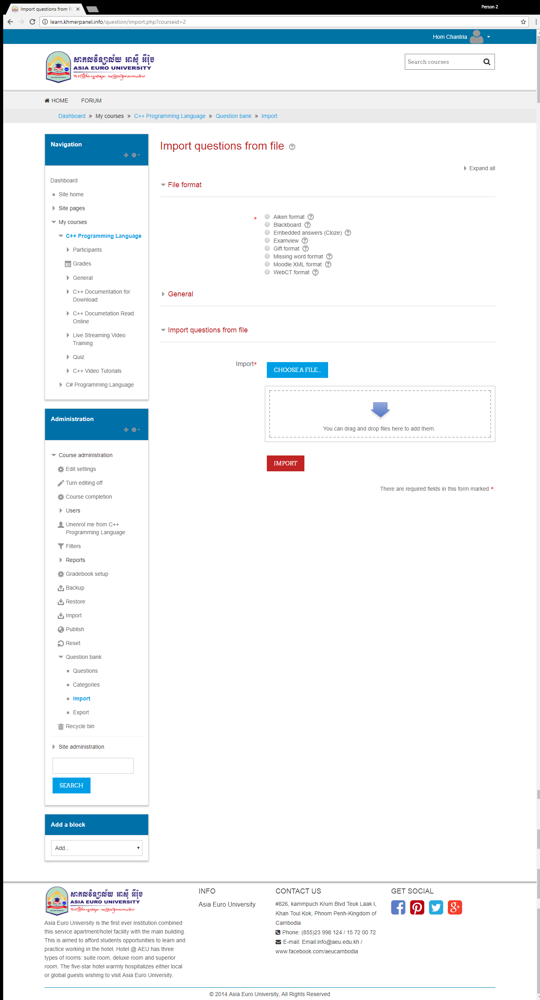 Import questions from fil
Person 2
learn.khmerpanel.info/question/import.php?courseid=2
Hom Chantria
សាកលវិទ្យាល័យ អាស៊ី អឺរ៉ុប
ASIA EURO UNIVERSITY
Search courses
HOME
FORUM
Dashboard » My courses » C++ Programming Language » Question bank » Import
Navigation
Dashboard
Site home
Site pages
My courses
C++ Programming Language
Participants
Grades
General
C++ Documentation for
Download
C++ Documetation Read
Online
Live Streaming Video
Training
Quiz
C++ Video Tutorials
C# Programming Language
Administration
Course administration
Edit settings
Turn editing off
Course completion
Users
Unenrol me from C++
Programming Language
Filters
Reports
Gradebook setup
Backup
Restore
Import
Publish
Reset
Question bank
Questions
Categories
Import
Export
Recycle bin
Site administration
SEARCH
Add a block
Add...
Import questions from file
Expand all
File format
*
Aiken format
Blackboard
Embedded answers (Cloze)
Examview
Gift format
Missing word format
Moodle XML format
WebCT format
General
Import questions from file
Import*
CHOOSE A FILE...
You can drag and drop files here to add them.
IMPORT
There are required fields in this form marked *.
សាកលវិទ្យាល័យ អាស៊ី អឺរ៉ុប
ASIA EURO UNIVERSITY
Asia Euro University is the first ever institution combined
this service apartment/hotel facility with the main building.
This is aimed to afford students opportunities to learn and
practice working in the hotel. Hotel @ AEU has three
types of rooms: suite room, deluxe room and superior
room. The five-star hotel warmly hospitalizes either local
or global guests wishing to visit Asia Euro University.
INFO
Asia Euro University
CONTACT US
#826, kammpuch Krum Blvd Teuk Laak I,
Khan Toul Kok, Phnom Penh-Kingdom of
Cambodia
Phone: (855)23 998 124 / 15 72 00 72
E-mail: Email:info@aeu.edu.kh /
www.facebook.com/aeucambodia
GET SOCIAL
© 2014 Asia Euro University, All Rights Reserved